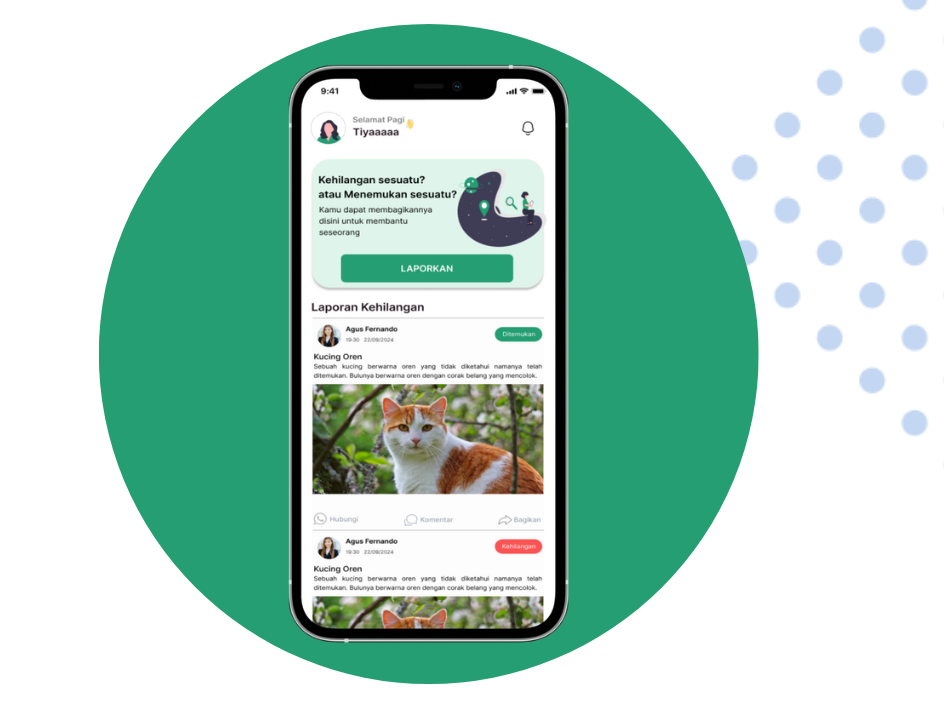 9:41
Selamat Pagi
Tiyaaaaa
Kehilangan sesuatu?
atau Menemukan sesuatu?
Kamu dapat membagikannya
disini untuk membantu
seseorang
LAPORKAN
Laporan Kehilangan
Agus Fernando
19:30 22/09/2024
Ditemukan
Kucing Oren
Sebuah kucing berwarna oren yang tidak diketahui namanya telah
ditemukan. Bulunya berwarna oren dengan corak belang yang mencolok.
Hubungi
Komentar
Bagikan
Agus Fernando
19:30 22/09/2024
Kehilangan
Kucing Oren
Sebuah kucing berwarna oren yang tidak diketahui namanya telah
ditemukan. Bulunya berwarna oren dengan corak belang yang mencolok.